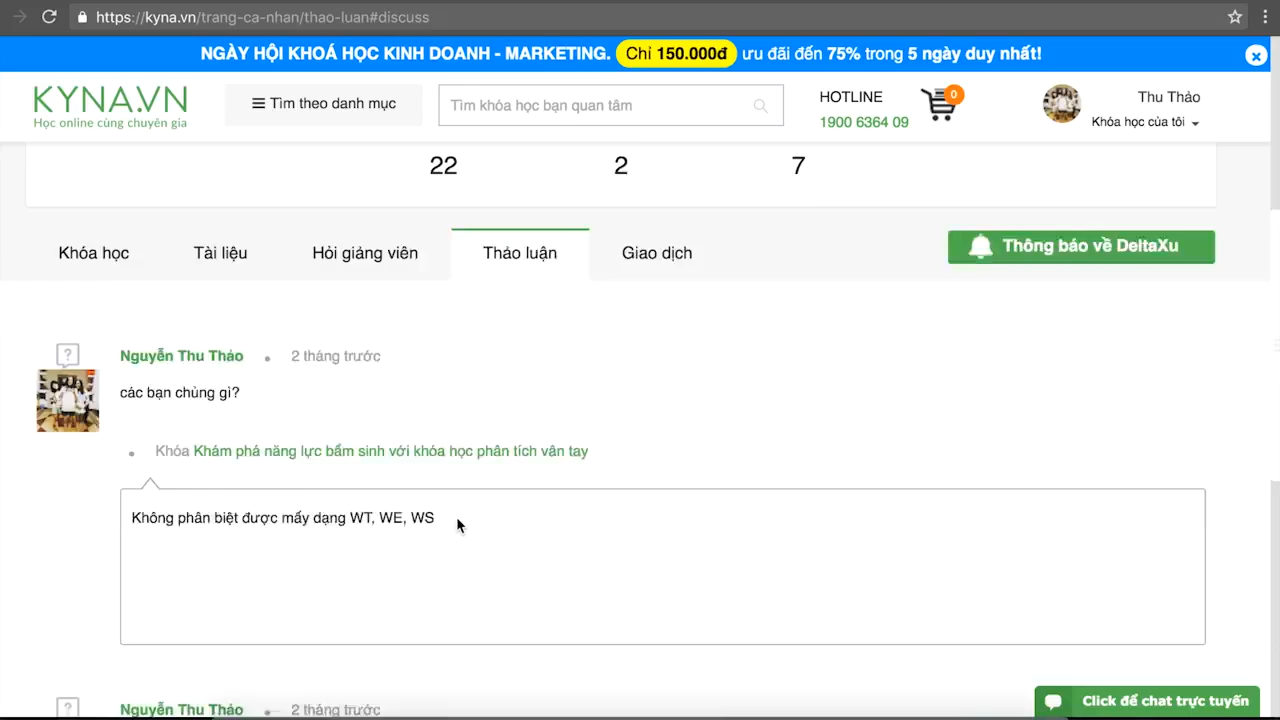 https://kyna.vn/trang-ca-nhan/thao-luan#discuss
NGÀY HỘI KHOÁ HỌC KINH DOANH - MARKETING. Chỉ 150.000đ ưu đãi đến 75% trong 5 ngày duy nhất!
KYNA.VN
Học online cùng chuyên gia
Tìm theo danh mục
Tìm khóa học bạn quan tâm
HOTLINE
1900 6364 09
0
Thu Thảo
Khóa học của tôi
22 2 7
Khóa học Tài liệu Hỏi giảng viên Thảo luận Giao dịch
Thông báo về DeltaXu
Nguyễn Thu Thảo • 2 tháng trước
các bạn chủng gì?
• Khóa Khám phá năng lực bẩm sinh với khóa học phân tích vân tay
Không phân biệt được mấy dạng WT, WE, WS
Nguyễn Thu Thảo • 2 tháng trước
Click để chat trực tuyến